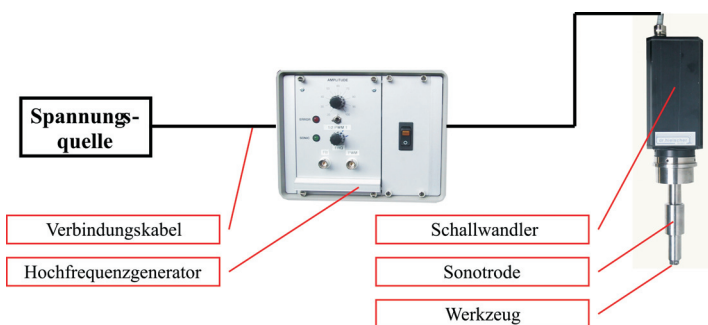 Spannungs-
quelle
AMPLITUDE
Verbindungskabel
Hochfrequenzgenerator
Schallwandler
Sonotrode
Werkzeug